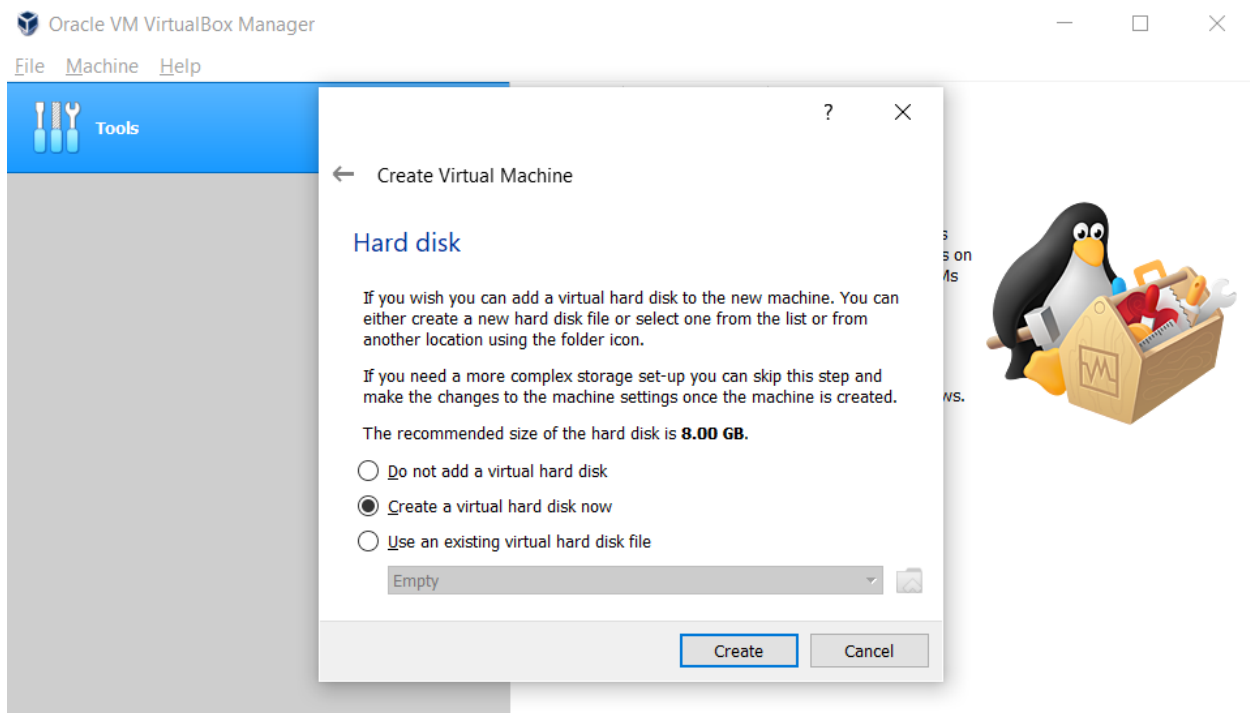 Oracle VM VirtualBox Manager
File Machine Help
Tools
?
Create Virtual Machine
Hard disk
If you wish you can add a virtual hard disk to the new machine. You can
either create a new hard disk file or select one from the list or from
another location using the folder icon.
If you need a more complex storage set-up you can skip this step and
make the changes to the machine settings once the machine is created.
The recommended size of the hard disk is 8.00 GB.
Do not add a virtual hard disk
Create a virtual hard disk now
Use an existing virtual hard disk file
Empty
Create Cancel
s on